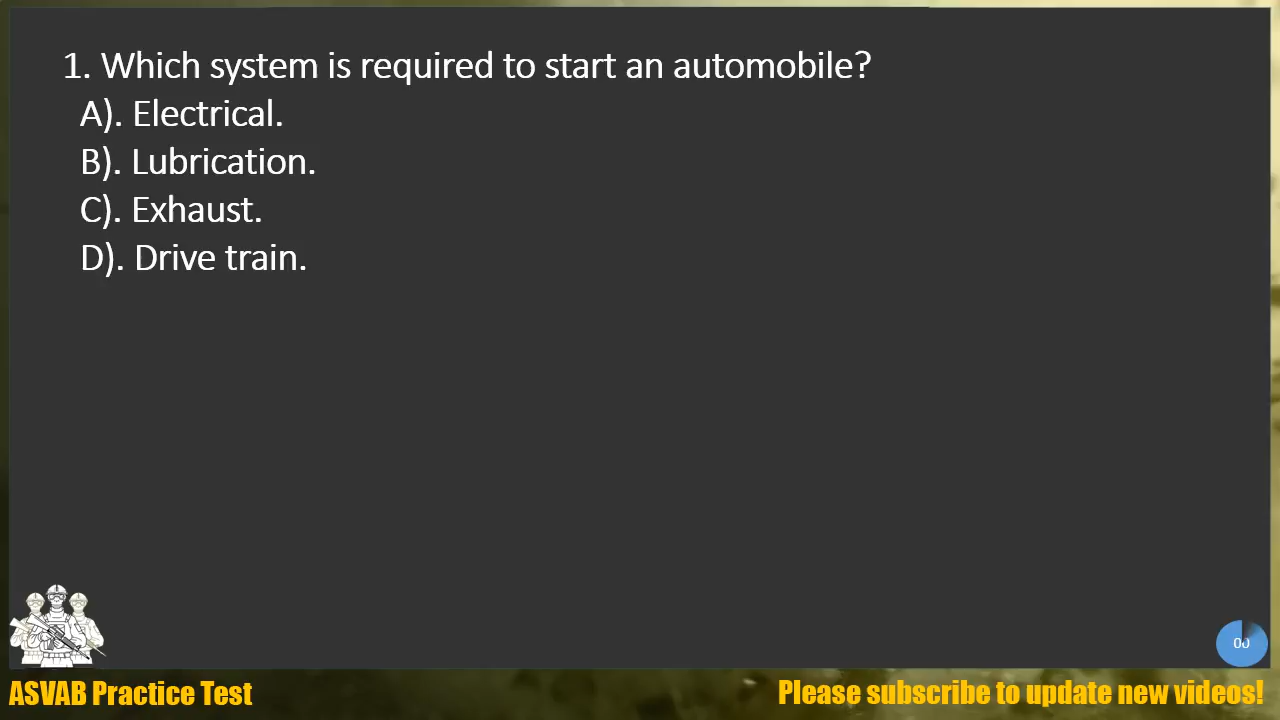 1. Which system is required to start an automobile?
A). Electrical.
B). Lubrication.
C). Exhaust.
D). Drive train.
00
ASVAB Practice Test
Please subscribe to update new videos!